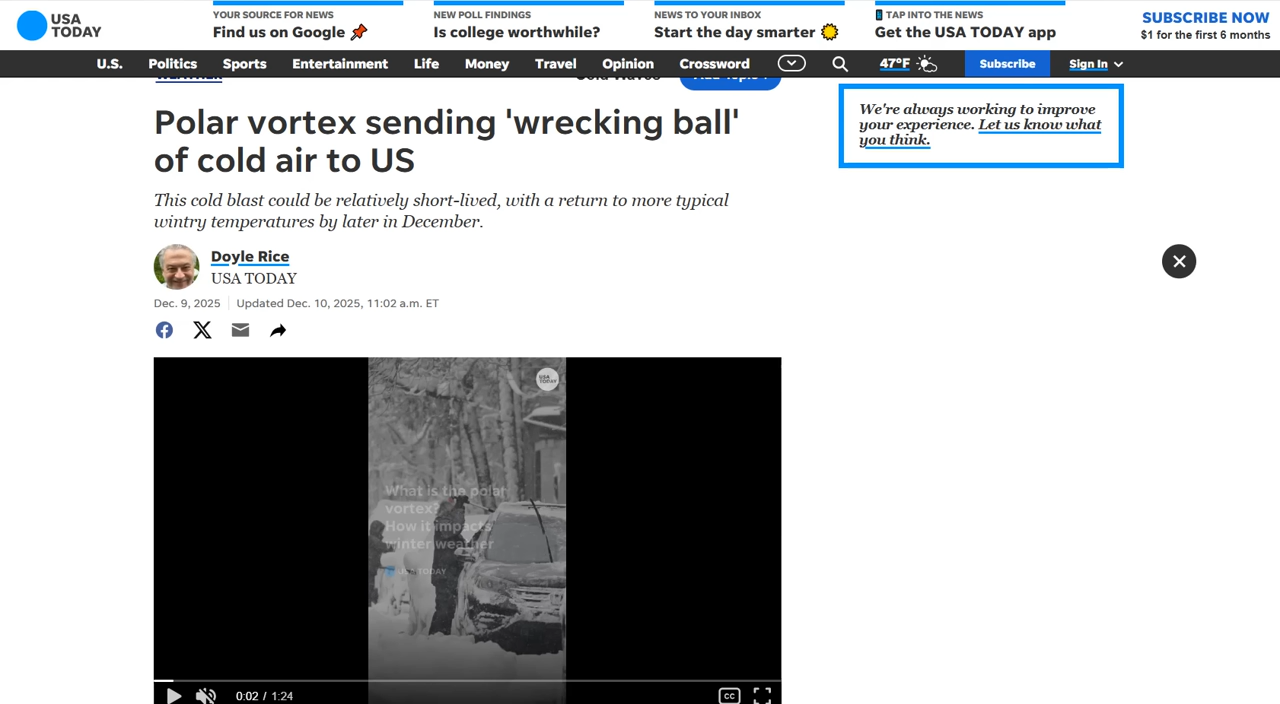 USA
TODAY
YOUR SOURCE FOR NEWS
Find us on Google
NEW POLL FINDINGS
Is college worthwhile?
NEWS TO YOUR INBOX
Start the day smarter
TAP INTO THE NEWS
Get the USA TODAY app
SUBSCRIBE NOW
$1 for the first 6 months
U.S. Politics Sports Entertainment Life Money Travel Opinion Crossword 47°F Subscribe Sign In
WEATHER
Polar vortex sending 'wrecking ball'
of cold air to US
This cold blast could be relatively short-lived, with a return to more typical
wintry temperatures by later in December.
Doyle Rice
USA TODAY
Dec. 9, 2025 Updated Dec. 10, 2025, 11:02 a.m. ET
USA
TODAY
What is the polar
vortex?
How it impacts
winter weather
USA TODAY
0:02 / 1:24
CC
We're always working to improve
your experience. Let us know what
you think.